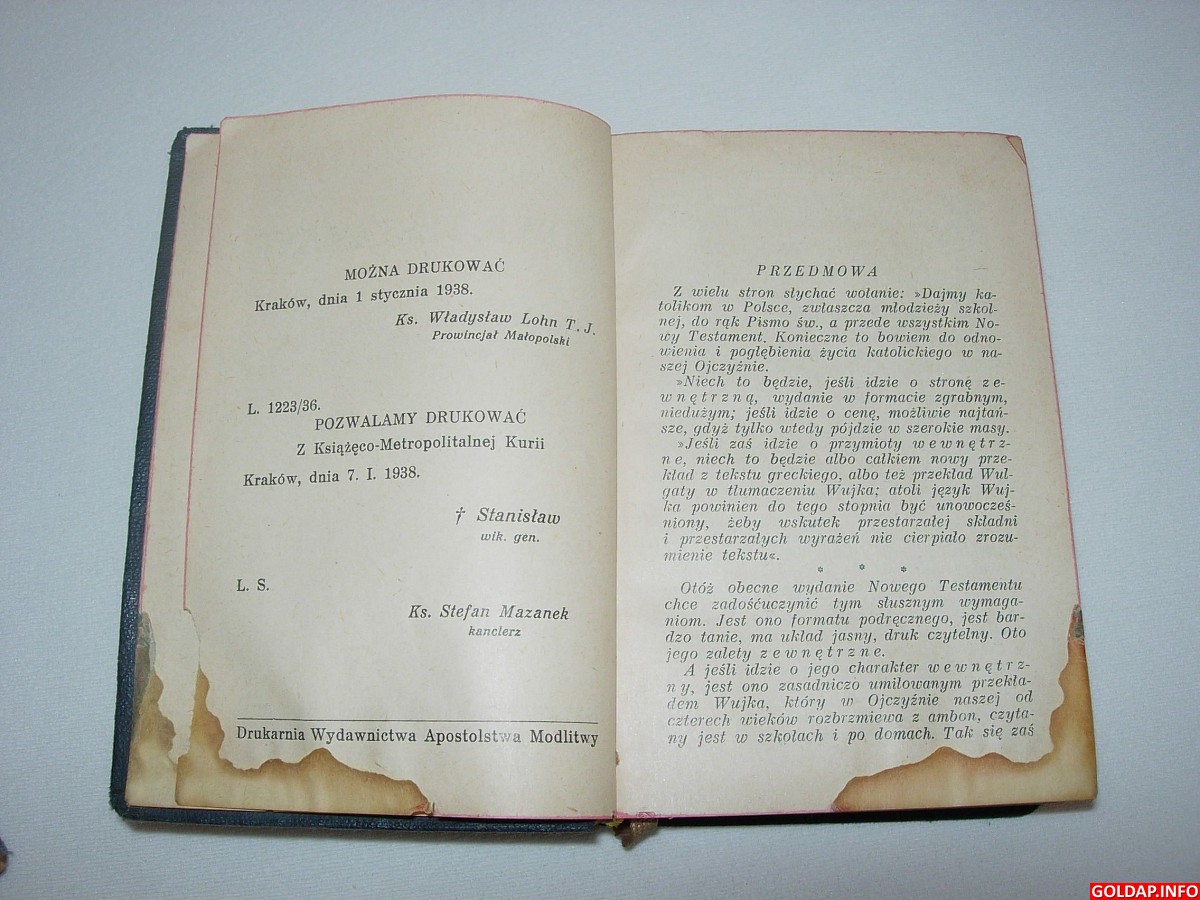 MOŻNA DRUKOWAĆ
Kraków, dnia 1 stycznia 1938.
Ks. Władysław Lohn T. J.
Prowincjał Małopolski
L. 1223/36.
POZWALAMY DRUKOWAĆ
Z Książęco-Metropolitalnej Kurii
Kraków, dnia 7. I. 1938.
† Stanisław
wik. gen.
L. S.
Ks. Stefan Mazanek
kanclerz
Drukarnia Wydawnictwa Apostolstwa Modlitwy
PRZEDMOWA
Z wielu stron słychać wołanie: »Dajmy ka-
tolikom w Polsce, zwłaszcza młodzieży szkol-
nej, do rąk Pismo św., a przede wszystkim No-
wy Testament. Konieczne to bowiem do odno-
wienia i pogłębienia życia katolickiego w na-
szej Ojczyźnie.
»Niech to będzie, jeśli idzie o stronę ze-
wnętrzną, wydanie w formacie zgrabnym,
niedużym; jeśli idzie o cenę, możliwie najtań-
sze, gdyż tylko wtedy pójdzie w szerokie masy.
»Jeśli zaś idzie o przymioty wewnętrz-
ne, niech to będzie albo całkiem nowy prze-
kład z tekstu greckiego, albo też przekład Wul-
gaty w tłumaczeniu Wujka; atoli język Wuj-
ka powinien do tego stopnia być unowocześ-
niony, żeby wskutek przestarzałej składni
i przestarzałych wyrażeń nie cierpiało zrozu-
mienie tekstu«.
* * *
Otóż obecne wydanie Nowego Testamentu
chce zadośćuczynić tym słusznym wymaga-
niom. Jest ono formatu podręcznego, jest bar-
dzo tanie, ma układ jasny, druk czytelny. Oto
jego zalety zewnętrzne.
A jeśli idzie o jego charakter wewnętrz-
ny, jest ono zasadniczo umiłowanym przekła-
dem Wujka, który w Ojczyźnie naszej od
czterech wieków rozbrzmiewa z ambon, czyta-
ny jest w szkołach i po domach. Tak się zaś
GOLDAP.INFO